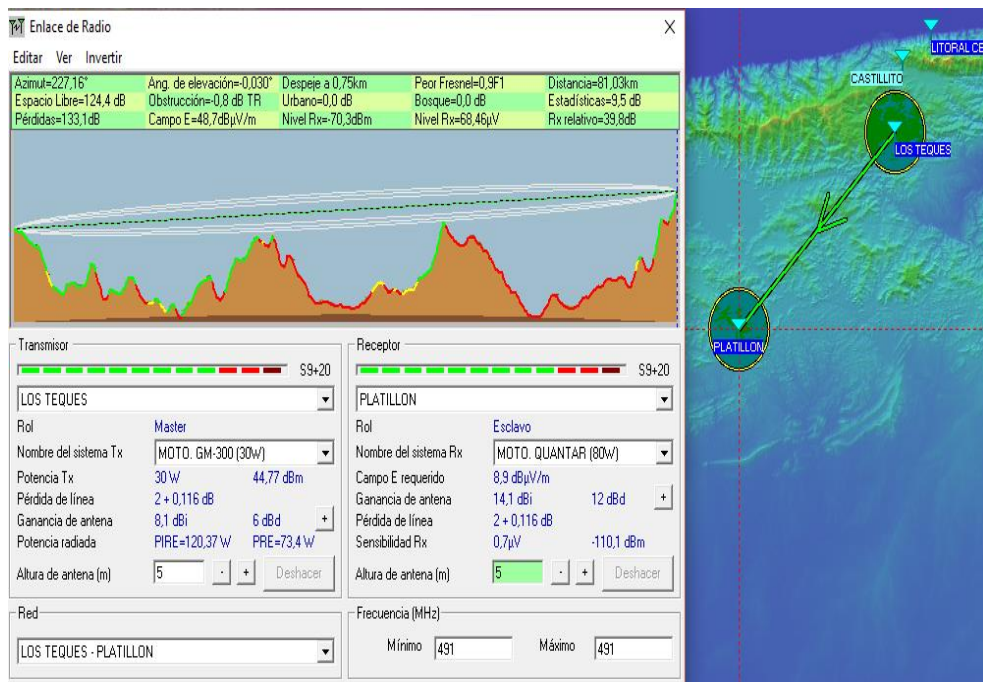 Enlace de Radio
X
Editar Ver Invertir
Azimut=227,16° Ang. de elevación=-0,030° Despeje a 0,75km Peor Fresnel=0,9F1 Distancia=81,03km
Espacio Libre=124,4 dB Obstrucción=-0,8 dB TR Urbano=0,0 dB Bosque=0,0 dB Estadísticas=9,5 dB
Pérdidas=133,1dB Campo E=48,7dBµV/m Nivel Rx=-70,3dBm Nivel Rx=68,46µV Rx relativo=39,8dB
LITORAL CE
CASTILLITO
LOS TEQUES
PLATILLON
Transmisor
S9+20
LOS TEQUES
Rol Master
Nombre del sistema Tx MOTO. GM-300 (30W)
Potencia Tx 30 W 44,77 dBm
Pérdida de línea 2 + 0,116 dB
Ganancia de antena 8,1 dBi 6 dBd +
Potencia radiada PIRE=120,37 W PRE=73,4 W
Altura de antena (m) 5 - + Deshacer
Receptor
S9+20
PLATILLON
Rol Esclavo
Nombre del sistema Rx MOTO. QUANTAR (80W)
Campo E requerido 8,9 dBµV/m
Ganancia de antena 14,1 dBi 12 dBd +
Pérdida de línea 2 + 0,116 dB
Sensibilidad Rx 0,7µV -110,1 dBm
Altura de antena (m) 5 - + Deshacer
Red
LOS TEQUES - PLATILLON
Frecuencia (MHz)
Mínimo 491 Máximo 491